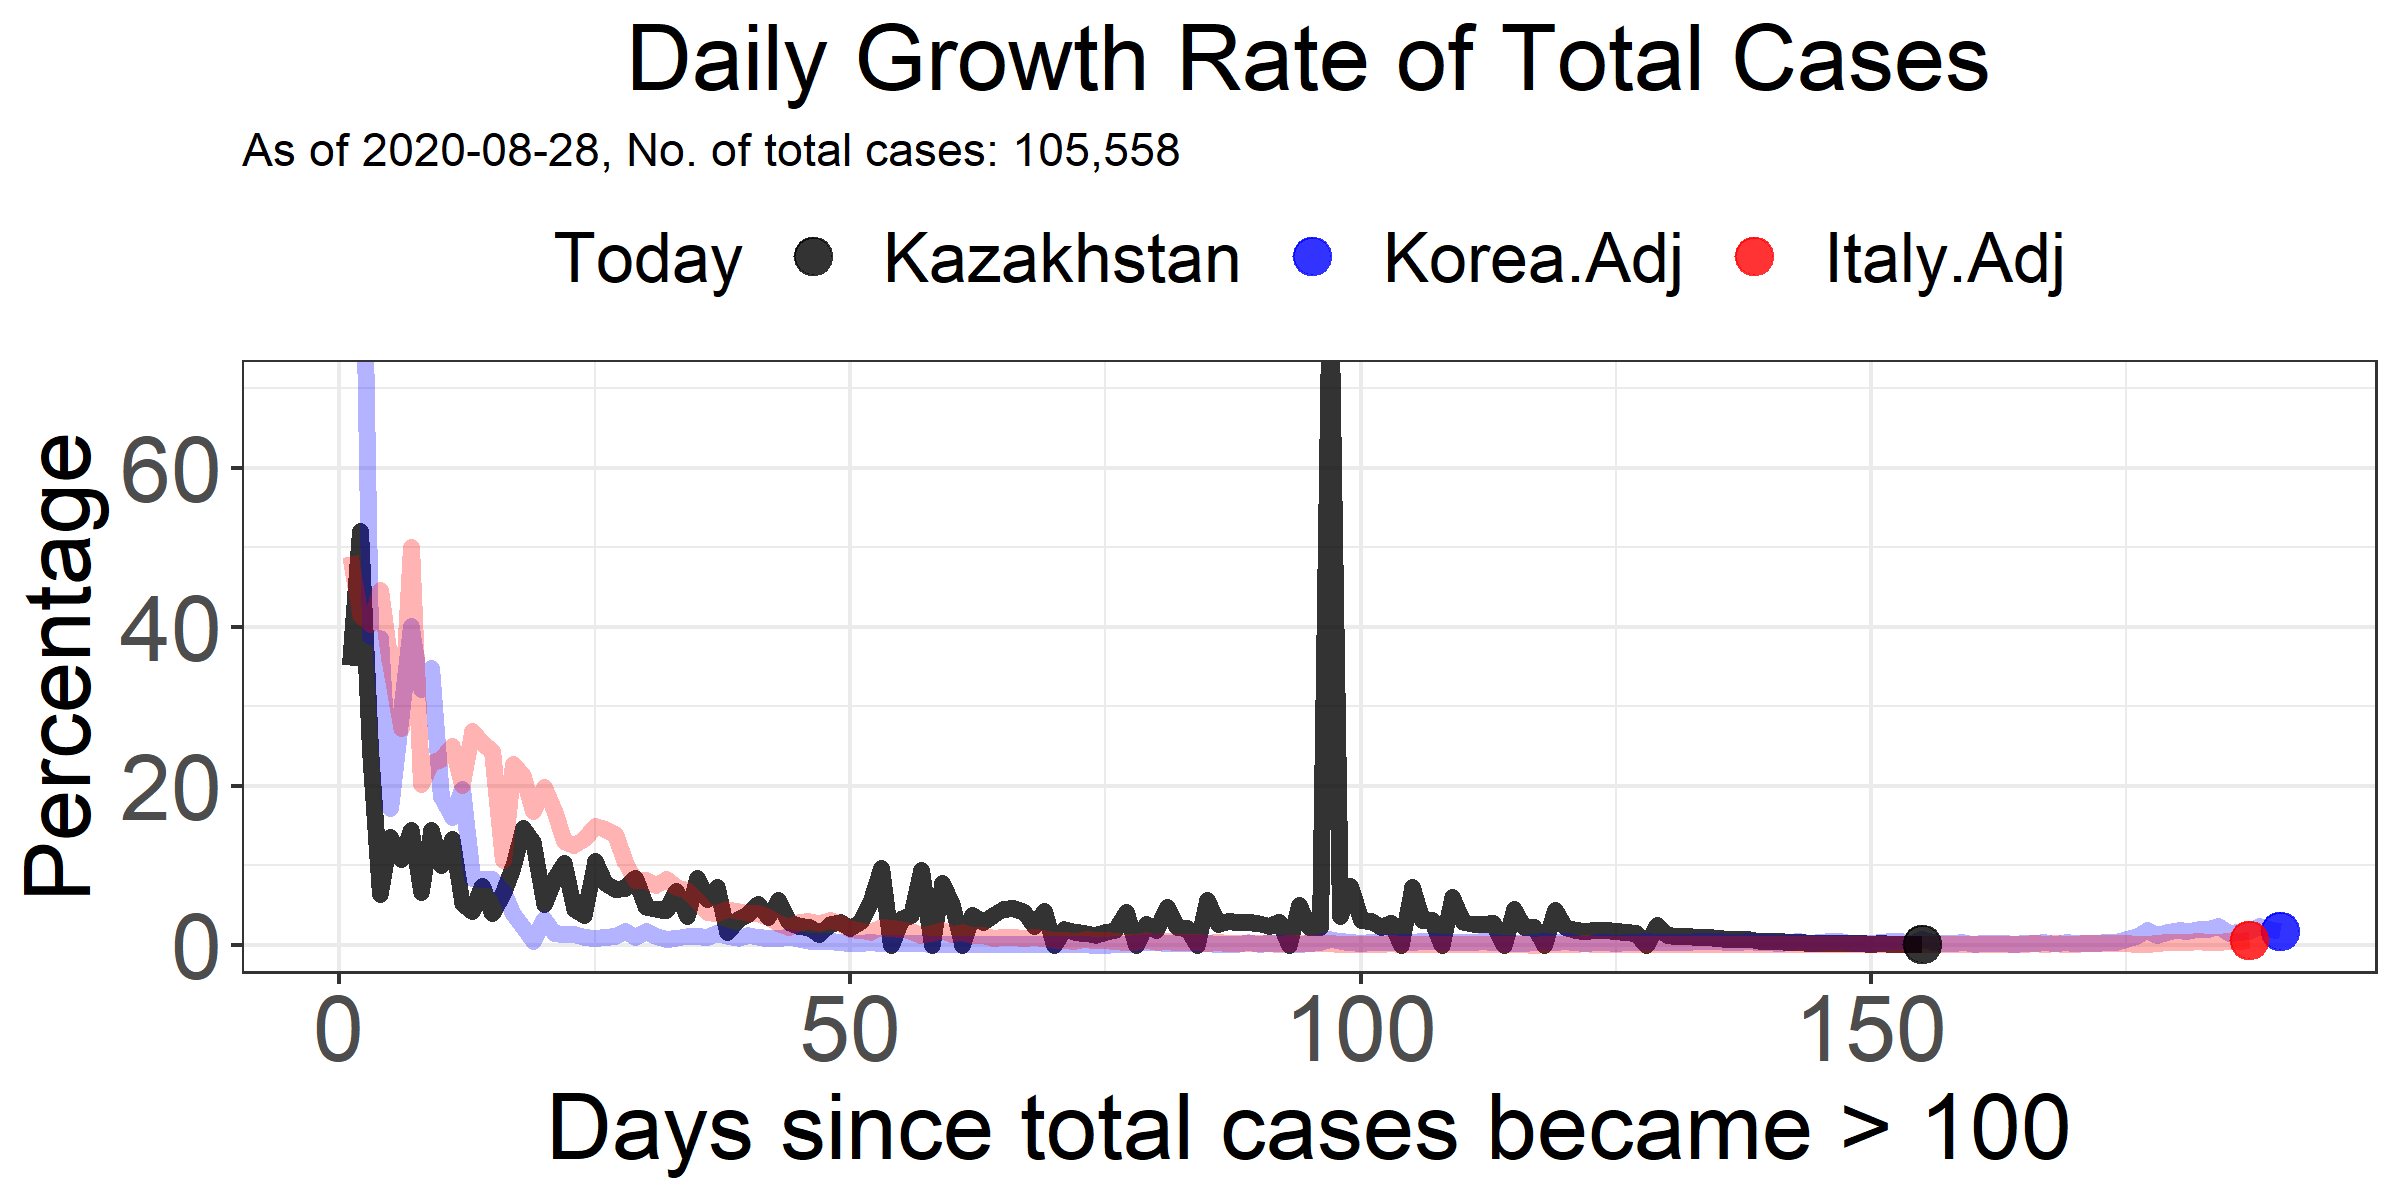 Daily Growth Rate of Total Cases
As of 2020-08-28, No. of total cases: 105,558
Today Kazakhstan Korea.Adj Italy.Adj
Percentage
60
40
20
0
0 50 100 150
Days since total cases became > 100